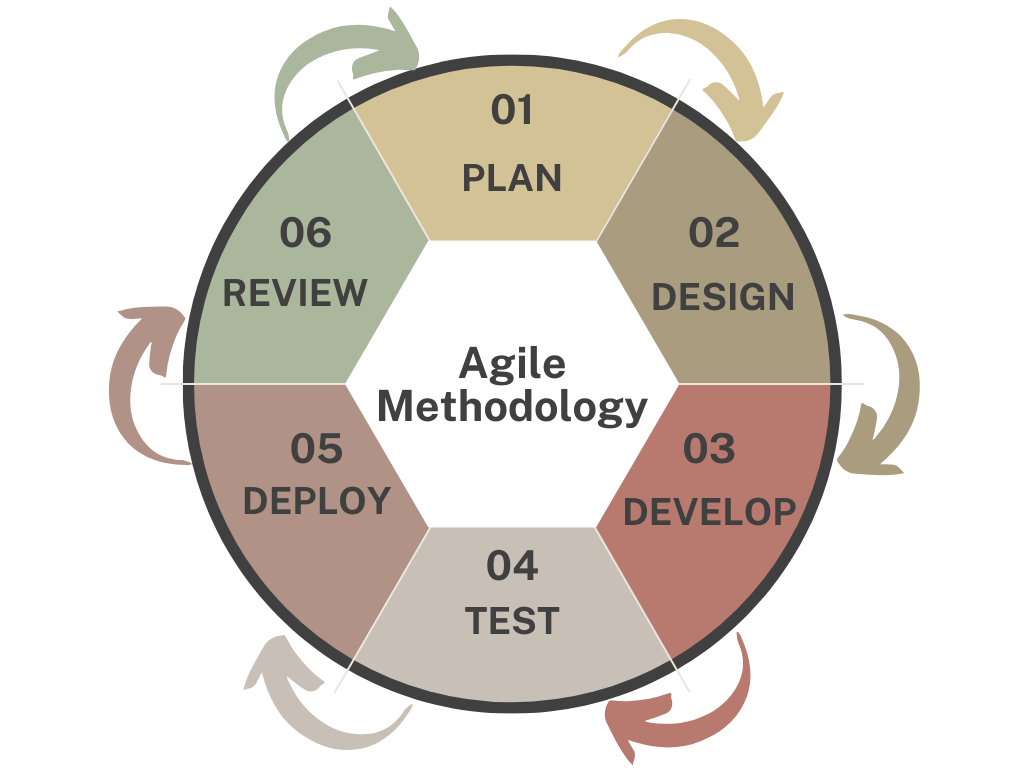 01
PLAN
02
DESIGN
03
DEVELOP
04
TEST
05
DEPLOY
06
REVIEW
Agile
Methodology